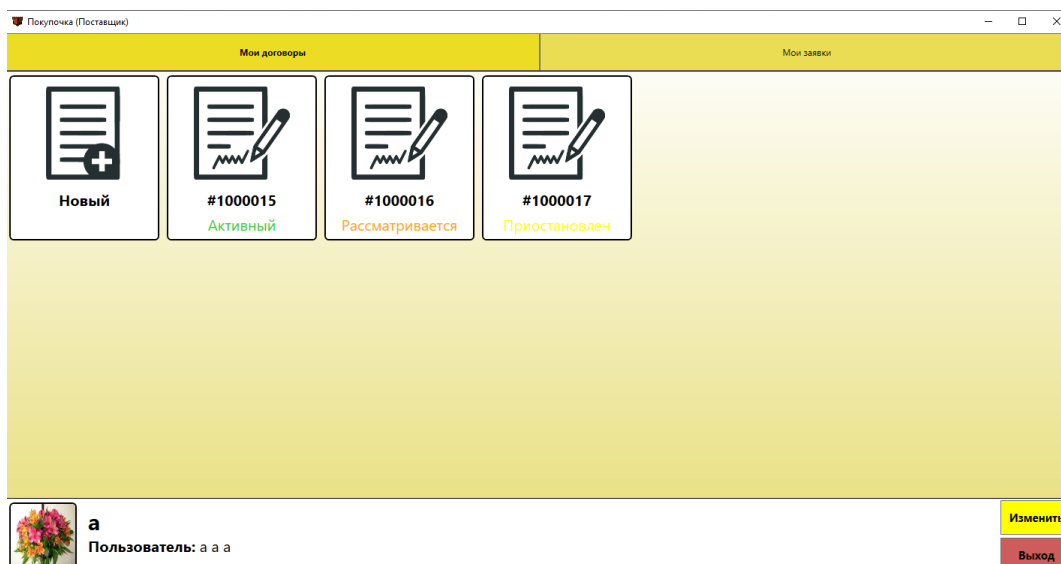 Покупочка (Поставщик)
Мои договоры
Мои заявки
Новый
#1000015
Активный
#1000016
Рассматривается
#1000017
Приостановлен
а
Пользователь: а а а
Изменить
Выход